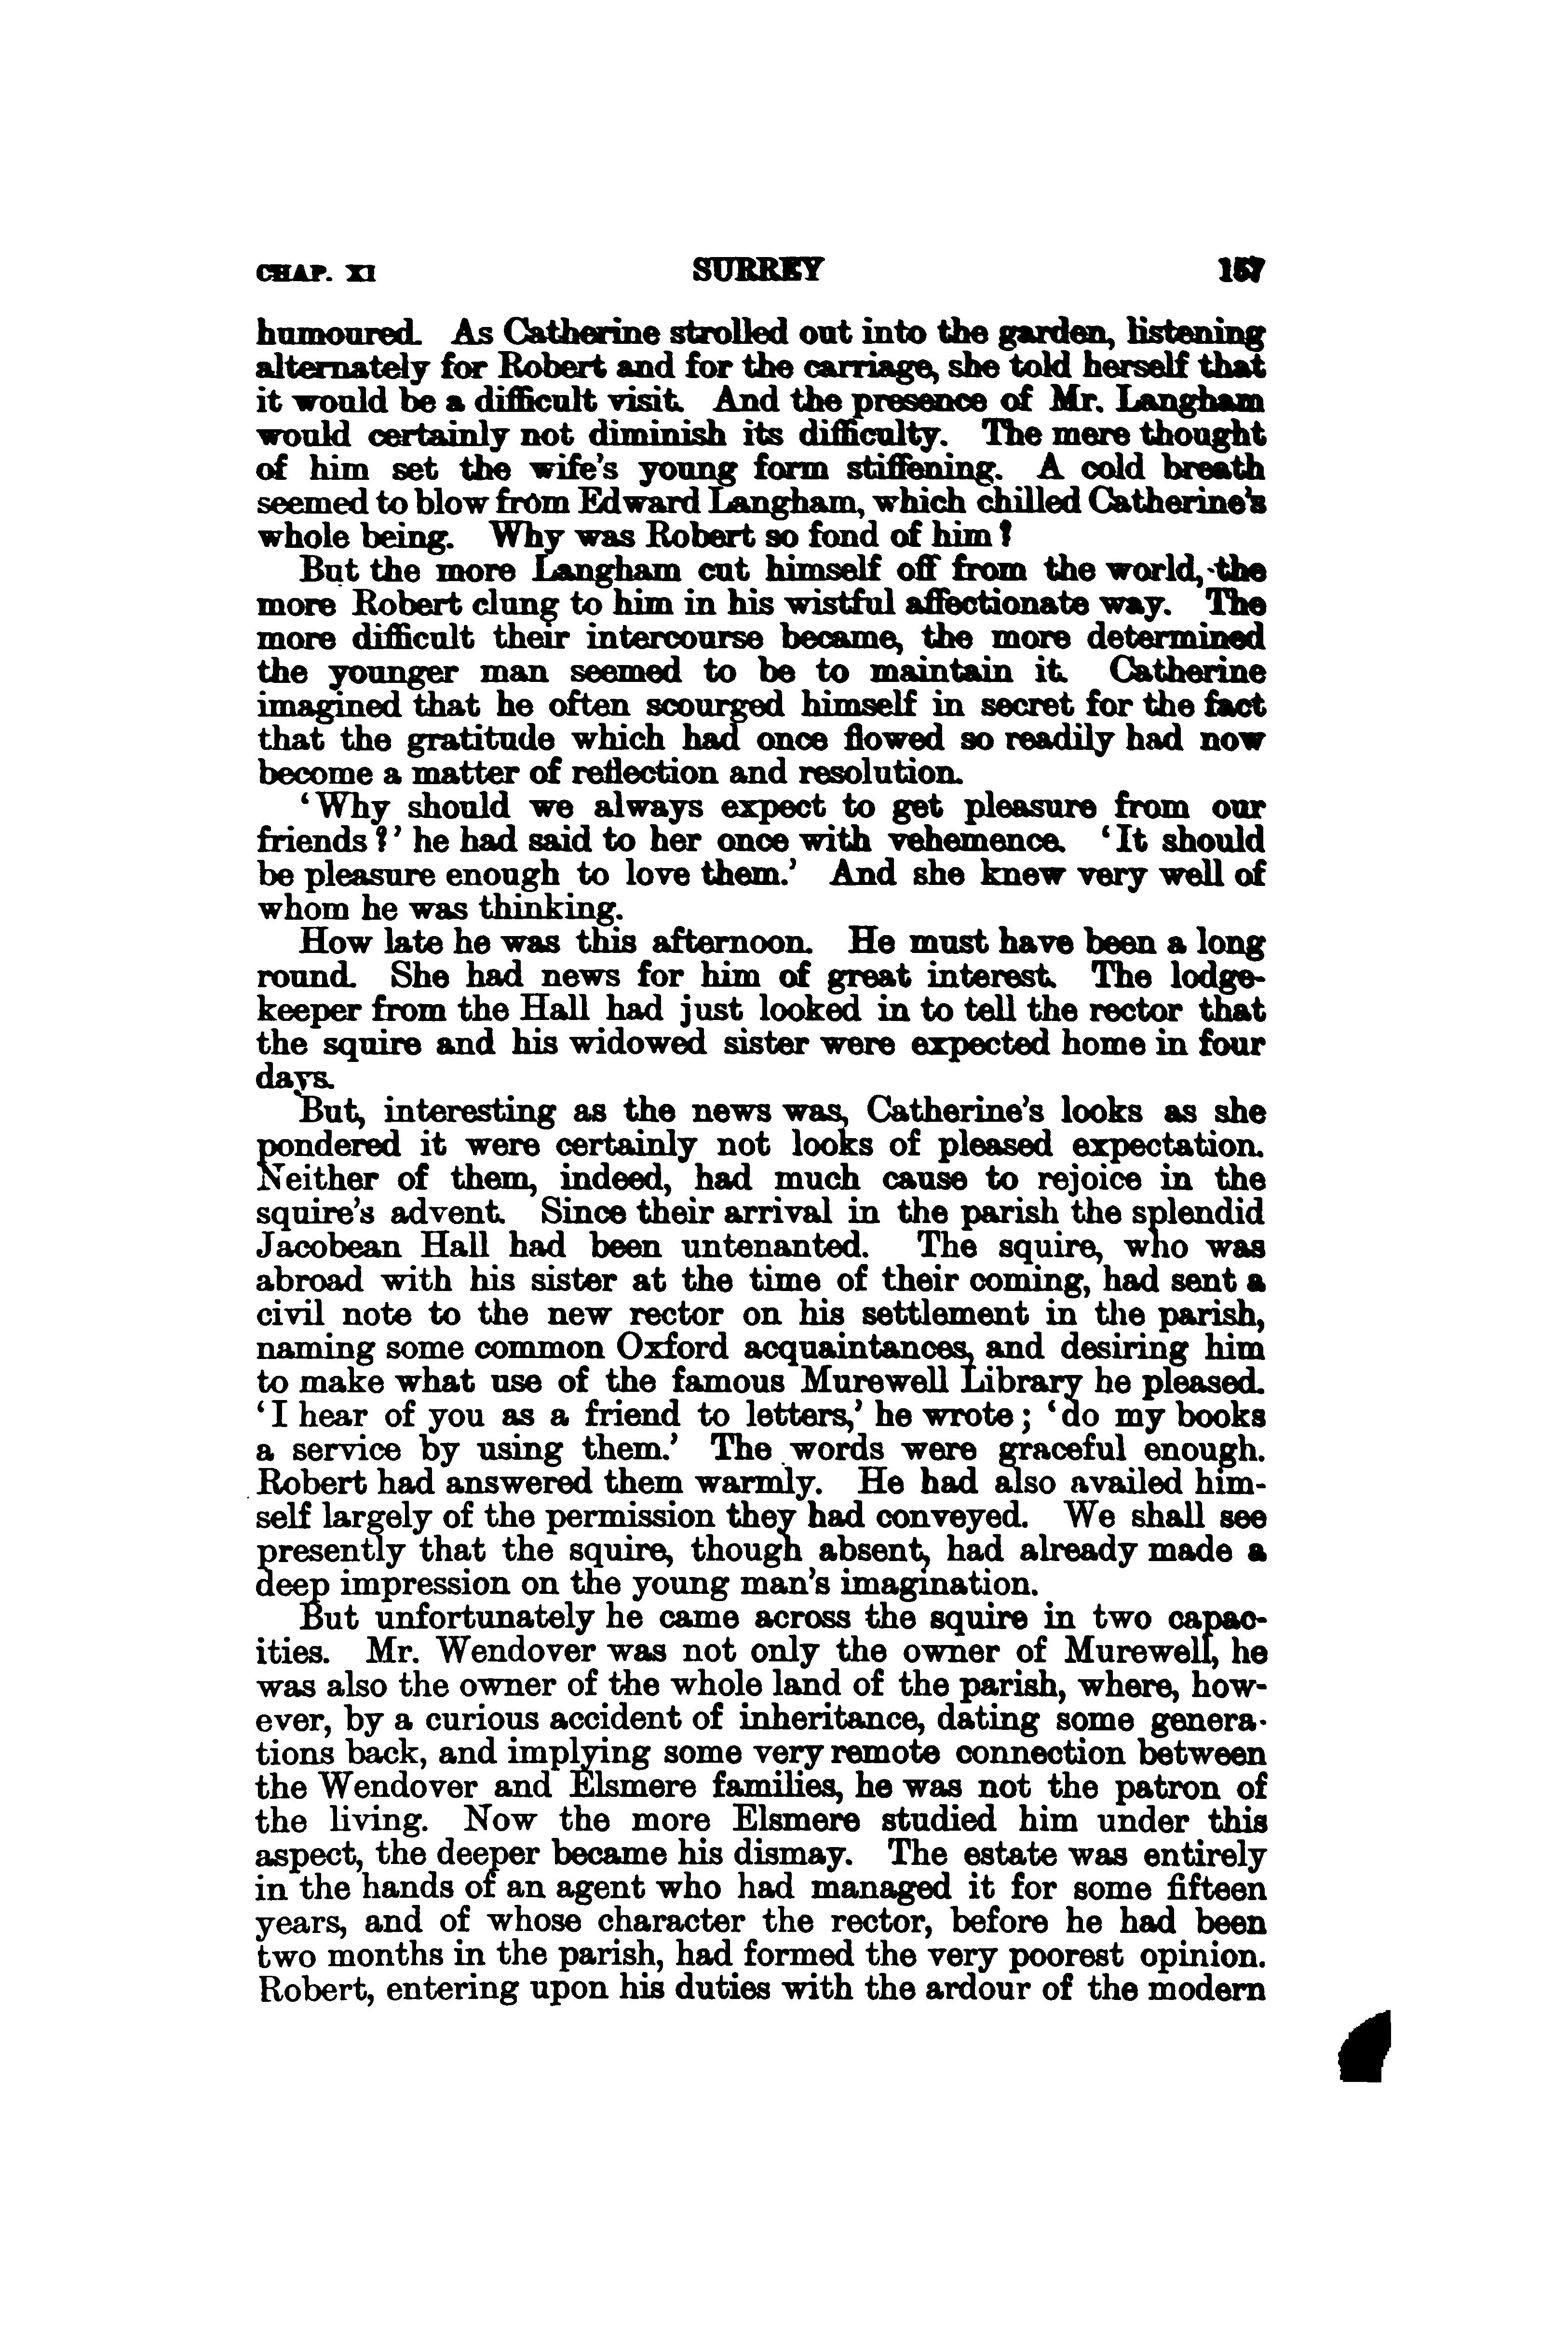 CHAP. XI SURREY 157
humoured. As Catherine strolled out into the garden, listening
alternately for Robert and for the carriage, she told herself that
it would be a difficult visit. And the presence of Mr. Langham
would certainly not diminish its difficulty. The mere thought
of him set the wife's young form stiffening. A cold breath
seemed to blow from Edward Langham, which chilled Catherine's
whole being. Why was Robert so fond of him?
But the more Langham cut himself off from the world, the
more Robert clung to him in his wistful affectionate way. The
more difficult their intercourse became, the more determined
the younger man seemed to be to maintain it. Catherine
imagined that he often scourged himself in secret for the fact
that the gratitude which had once flowed so readily had now
become a matter of reflection and resolution.
‘Why should we always expect to get pleasure from our
friends?’ he had said to her once with vehemence. ‘It should
be pleasure enough to love them.’ And she knew very well of
whom he was thinking.
How late he was this afternoon. He must have been a long
round. She had news for him of great interest. The lodge-
keeper from the Hall had just looked in to tell the rector that
the squire and his widowed sister were expected home in four
days.
But, interesting as the news was, Catherine's looks as she
pondered it were certainly not looks of pleased expectation.
Neither of them, indeed, had much cause to rejoice in the
squire's advent. Since their arrival in the parish the splendid
Jacobean Hall had been untenanted. The squire, who was
abroad with his sister at the time of their coming, had sent a
civil note to the new rector on his settlement in the parish,
naming some common Oxford acquaintances, and desiring him
to make what use of the famous Murewell Library he pleased.
‘I hear of you as a friend to letters,’ he wrote; ‘do my books
a service by using them.’ The words were graceful enough.
Robert had answered them warmly. He had also availed him-
self largely of the permission they had conveyed. We shall see
presently that the squire, though absent, had already made a
deep impression on the young man's imagination.
But unfortunately he came across the squire in two capac-
ities. Mr. Wendover was not only the owner of Murewell, he
was also the owner of the whole land of the parish, where, how-
ever, by a curious accident of inheritance, dating some genera-
tions back, and implying some very remote connection between
the Wendover and Elsmere families, he was not the patron of
the living. Now the more Elsmere studied him under this
aspect, the deeper became his dismay. The estate was entirely
in the hands of an agent who had managed it for some fifteen
years, and of whose character the rector, before he had been
two months in the parish, had formed the very poorest opinion.
Robert, entering upon his duties with the ardour of the modern